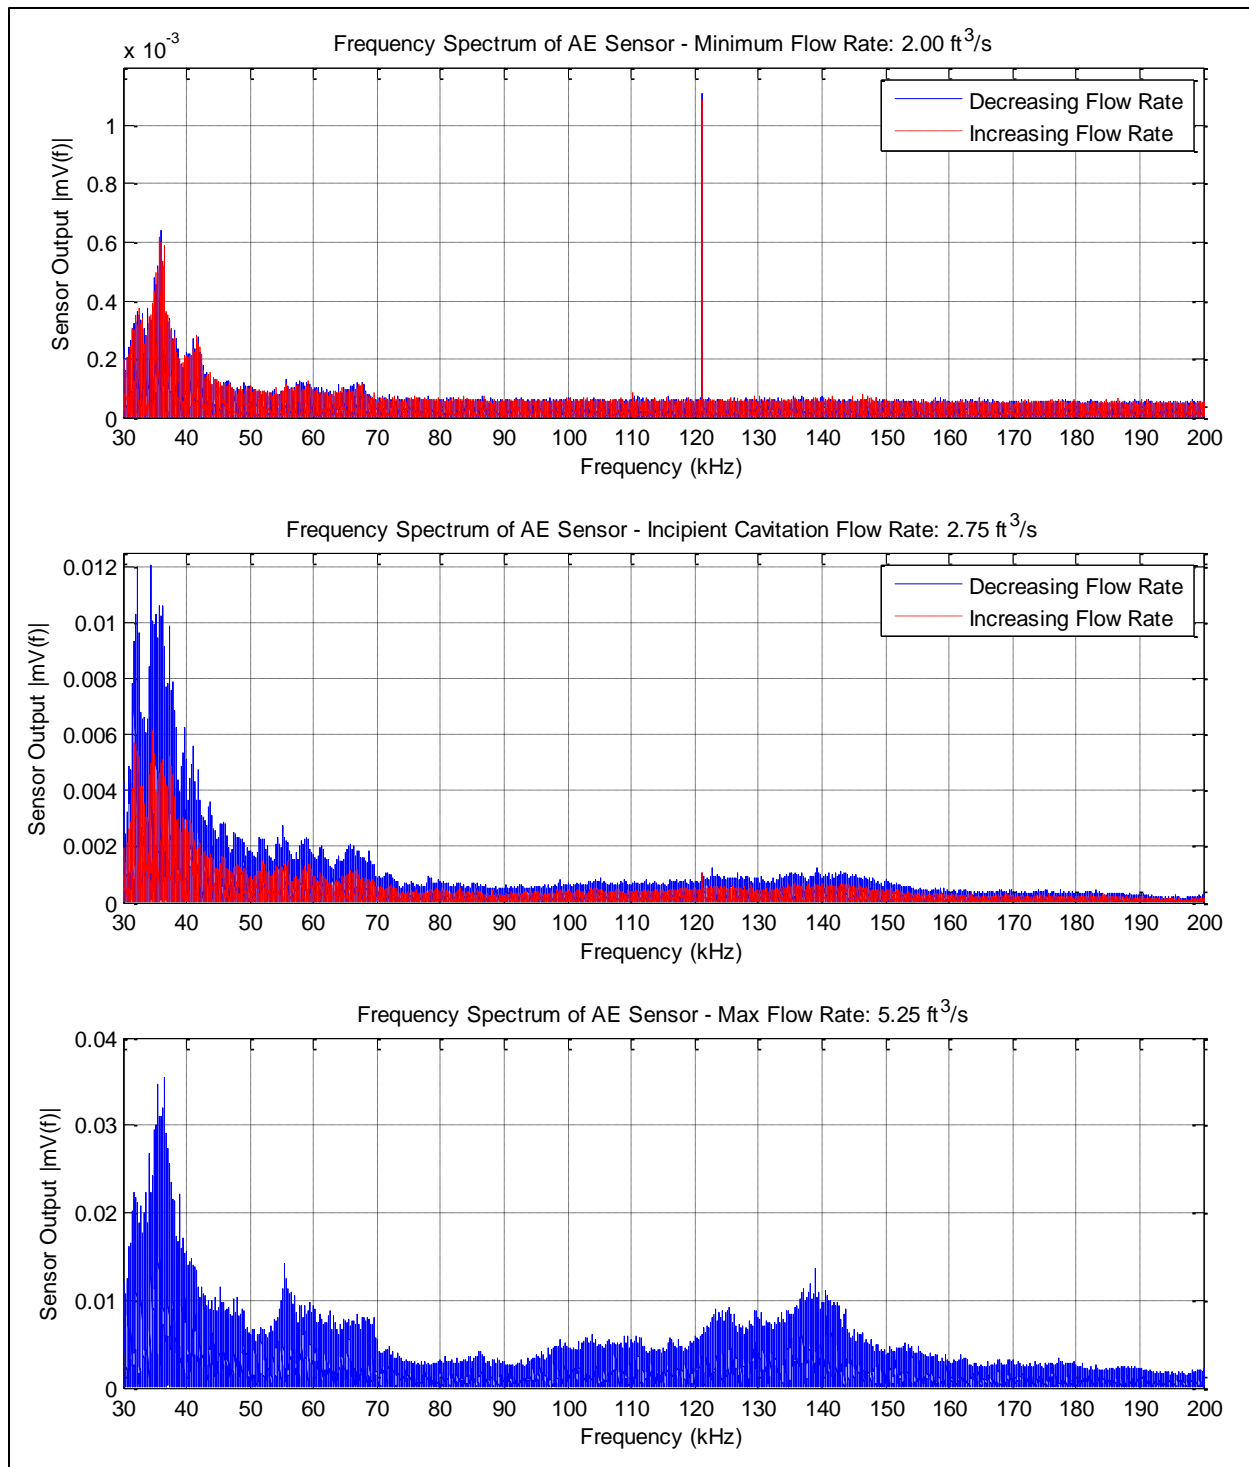 Frequency Spectrum of AE Sensor - Minimum Flow Rate: 2.00 ft³/s
x 10⁻³
Decreasing Flow Rate
Increasing Flow Rate
1
0.8
0.6
0.4
0.2
0
Sensor Output |mV(f)|
30 40 50 60 70 80 90 100 110 120 130 140 150 160 170 180 190 200
Frequency (kHz)
Frequency Spectrum of AE Sensor - Incipient Cavitation Flow Rate: 2.75 ft³/s
Decreasing Flow Rate
Increasing Flow Rate
0.012
0.01
0.008
0.006
0.004
0.002
0
Sensor Output |mV(f)|
30 40 50 60 70 80 90 100 110 120 130 140 150 160 170 180 190 200
Frequency (kHz)
Frequency Spectrum of AE Sensor - Max Flow Rate: 5.25 ft³/s
0.04
0.03
0.02
0.01
0
Sensor Output |mV(f)|
30 40 50 60 70 80 90 100 110 120 130 140 150 160 170 180 190 200
Frequency (kHz)